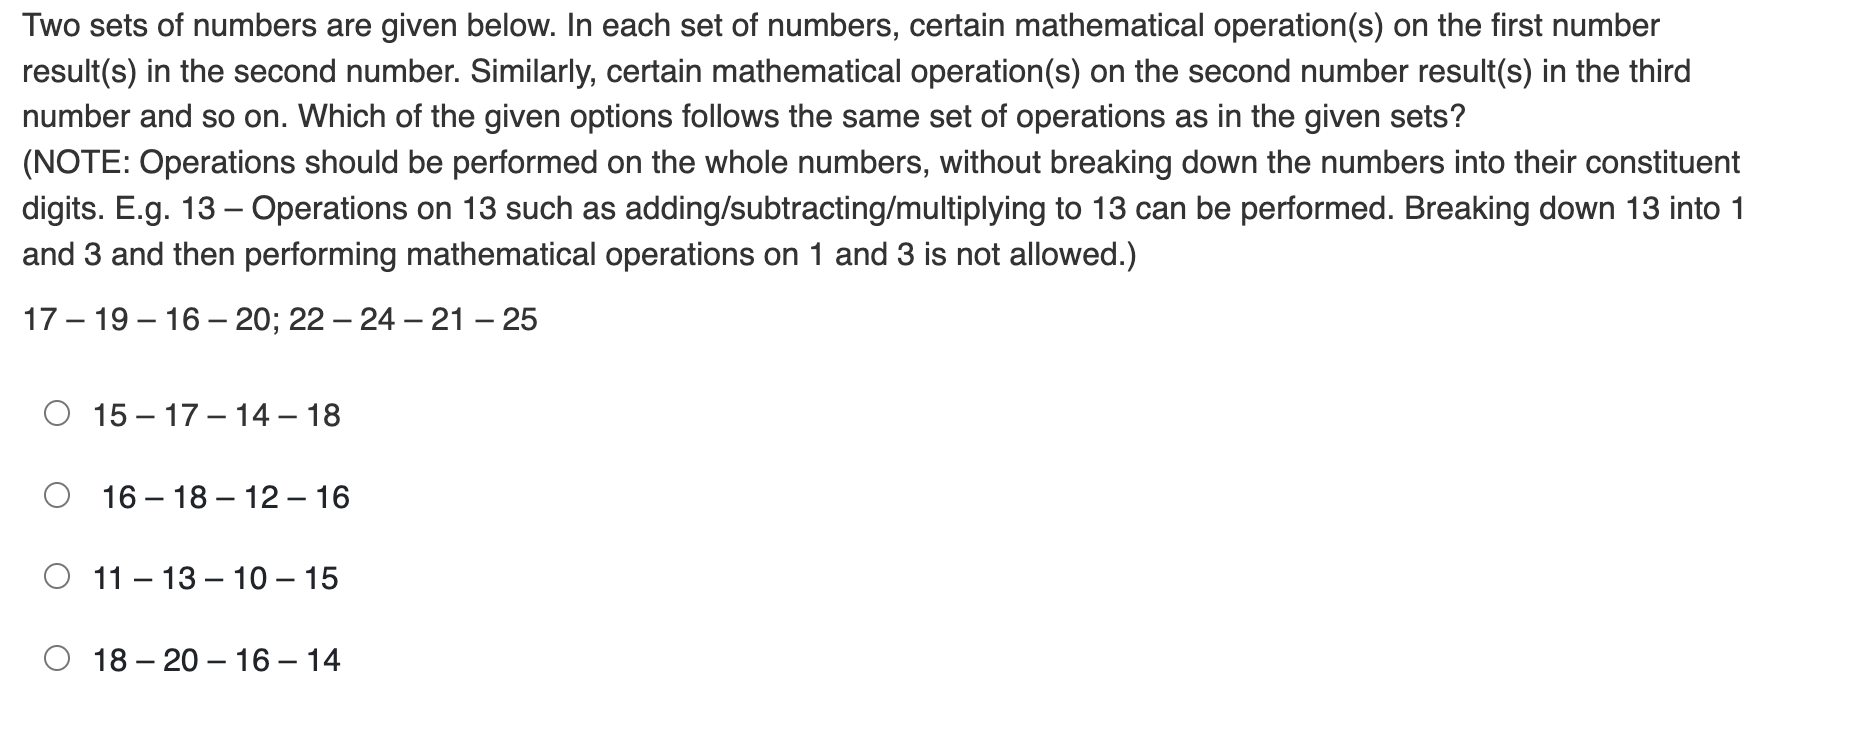 Two sets of numbers are given below. In each set of numbers, certain mathematical operation(s) on the first number
result(s) in the second number. Similarly, certain mathematical operation(s) on the second number result(s) in the third
number and so on. Which of the given options follows the same set of operations as in the given sets?
(NOTE: Operations should be performed on the whole numbers, without breaking down the numbers into their constituent
digits. E.g. 13 – Operations on 13 such as adding/subtracting/multiplying to 13 can be performed. Breaking down 13 into 1
and 3 and then performing mathematical operations on 1 and 3 is not allowed.)
17 – 19 – 16 – 20; 22 – 24 – 21 – 25
15 – 17 – 14 – 18
16 – 18 – 12 – 16
11 – 13 – 10 – 15
18 – 20 – 16 – 14